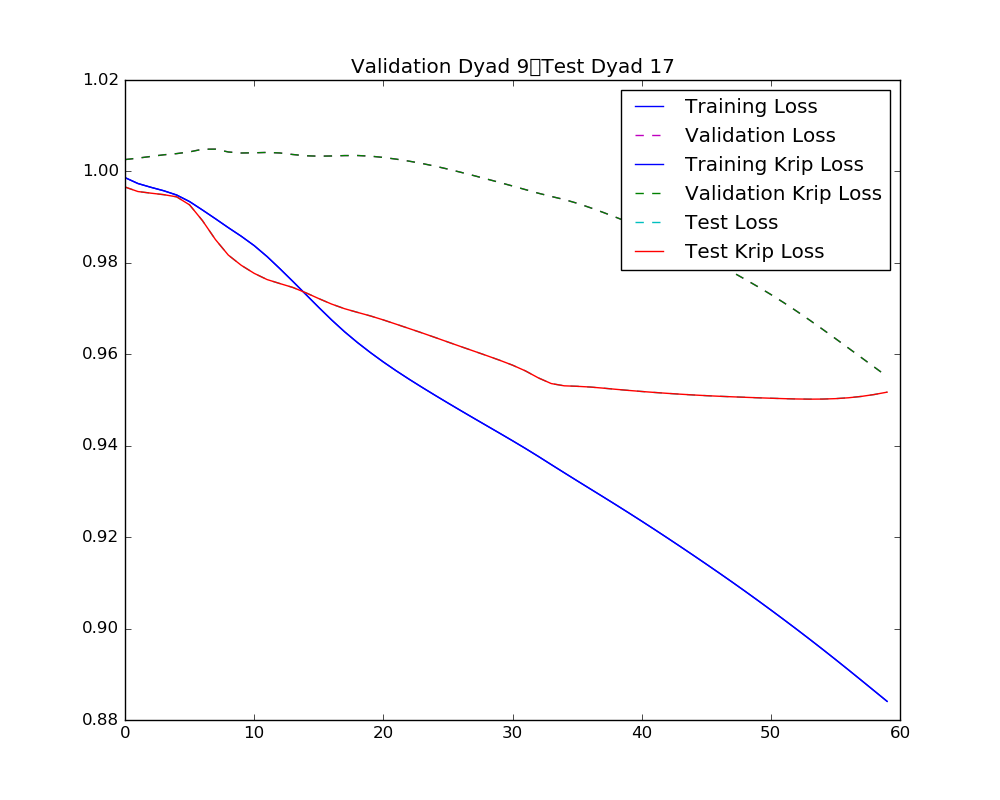 Validation Dyad 9▯Test Dyad 17
1.02
1.00
0.98
0.96
0.94
0.92
0.90
0.88
0
10
20
30
40
50
60
Training Loss
Validation Loss
Training Krip Loss
Validation Krip Loss
Test Loss
Test Krip Loss